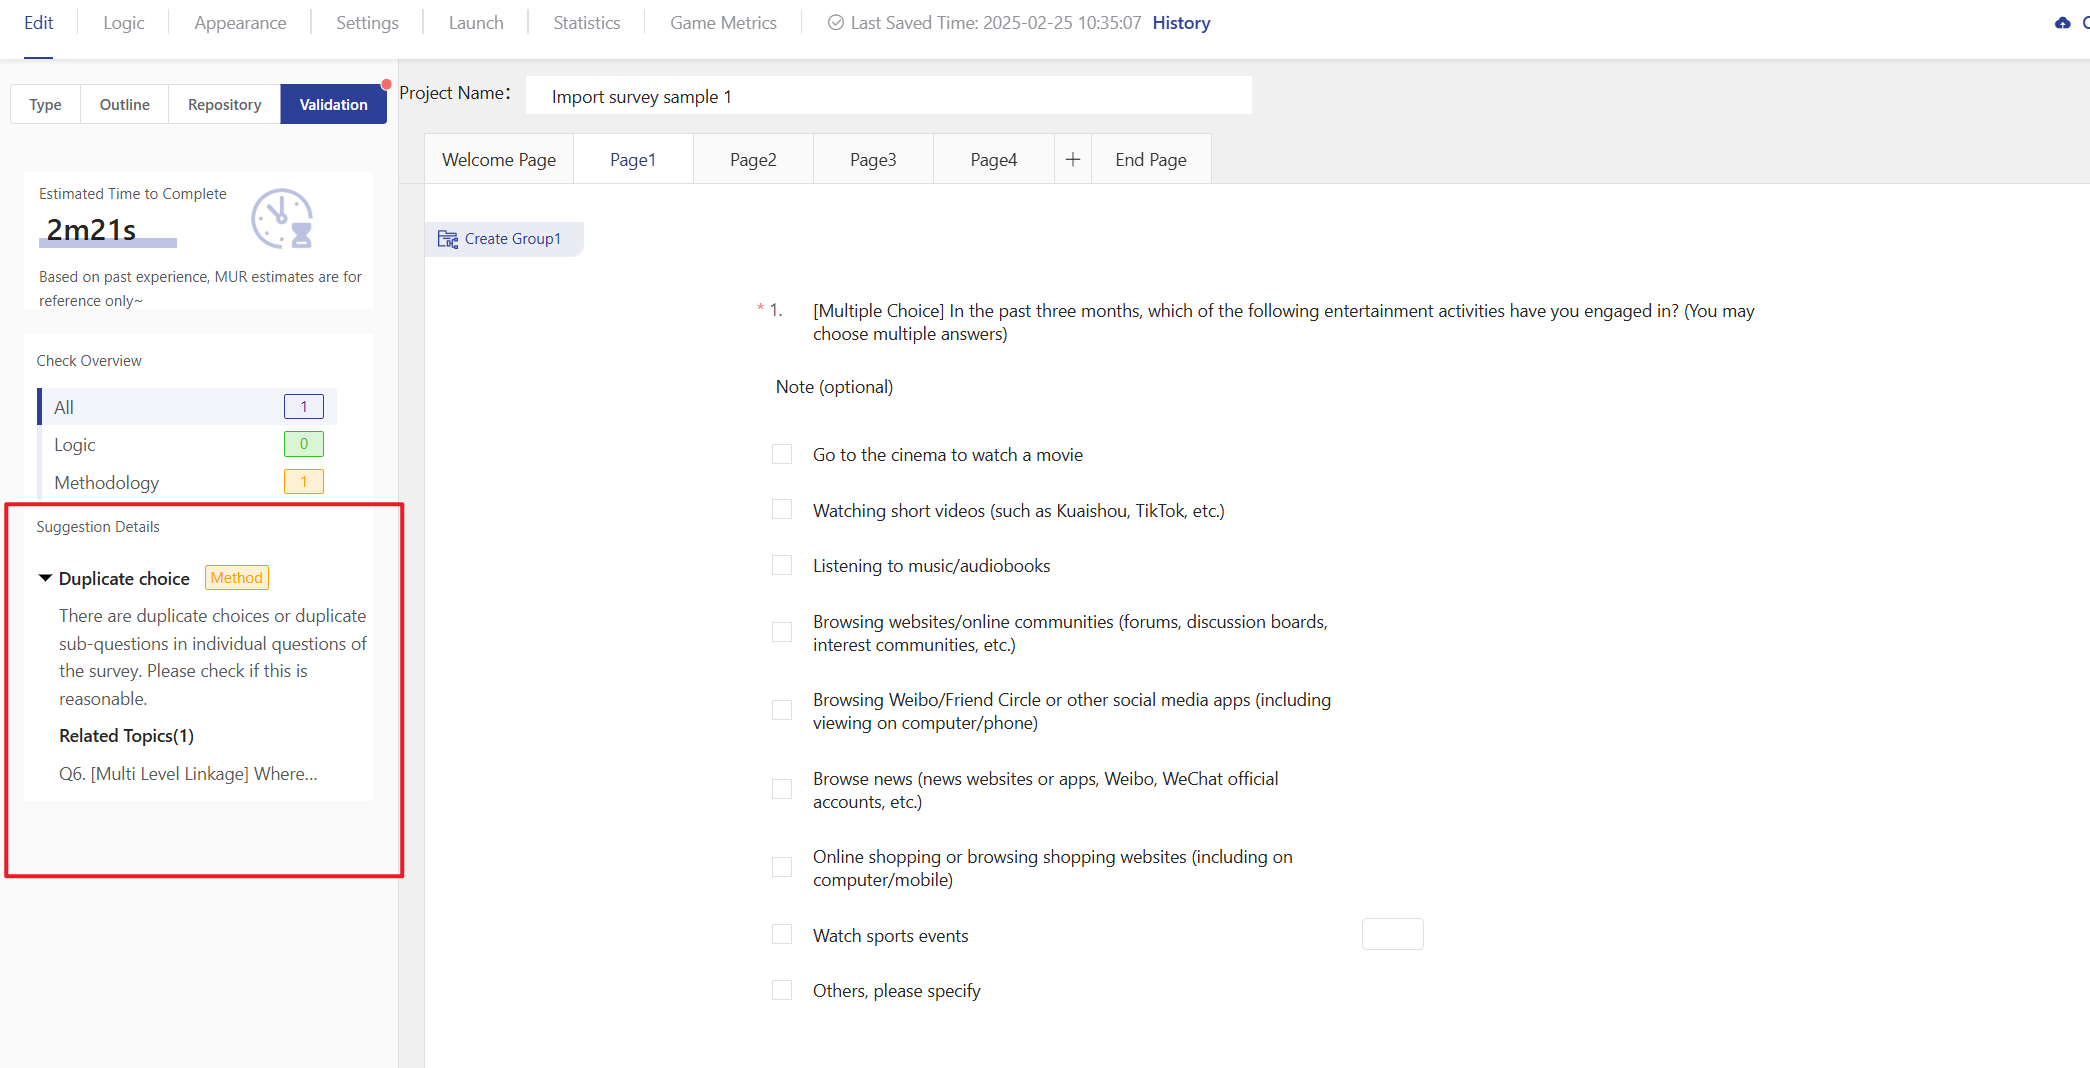 Edit
Logic
Appearance
Settings
Launch
Statistics
Game Metrics
Last Saved Time: 2025-02-25 10:35:07 History
Type
Outline
Repository
Validation
Project Name：
Import survey sample 1
Welcome Page
Page1
Page2
Page3
Page4
+
End Page
Estimated Time to Complete
2m21s
Based on past experience, MUR estimates are for
reference only~
Check Overview
All 1
Logic 0
Methodology 1
Suggestion Details
Duplicate choice Method
There are duplicate choices or duplicate
sub-questions in individual questions of
the survey. Please check if this is
reasonable.
Related Topics(1)
Q6. [Multi Level Linkage] Where...
Create Group1
* 1. [Multiple Choice] In the past three months, which of the following entertainment activities have you engaged in? (You may
choose multiple answers)
Note (optional)
Go to the cinema to watch a movie
Watching short videos (such as Kuaishou, TikTok, etc.)
Listening to music/audiobooks
Browsing websites/online communities (forums, discussion boards,
interest communities, etc.)
Browsing Weibo/Friend Circle or other social media apps (including
viewing on computer/phone)
Browse news (news websites or apps, Weibo, WeChat official
accounts, etc.)
Online shopping or browsing shopping websites (including on
computer/mobile)
Watch sports events
Others, please specify